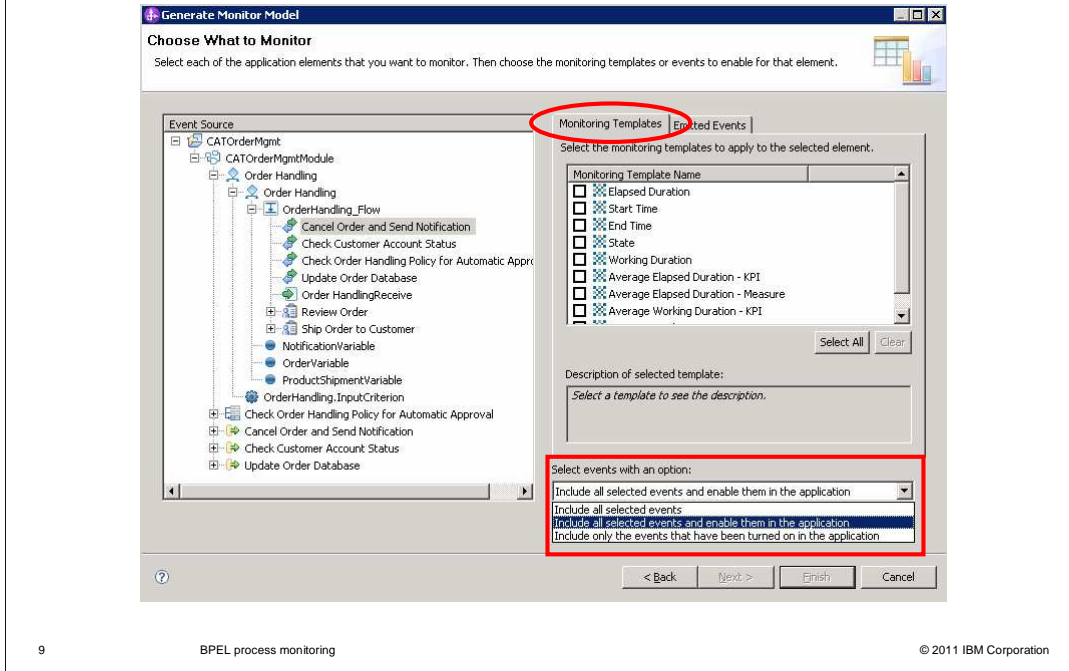 Generate Monitor Model
Choose What to Monitor
Select each of the application elements that you want to monitor. Then choose the monitoring templates or events to enable for that element.
Event Source
CATOrderMgmt
CATOrderMgmtModule
Order Handling
Order Handling
OrderHandling_Flow
Cancel Order and Send Notification
Check Customer Account Status
Check Order Handling Policy for Automatic Appro
Update Order Database
Order HandlingReceive
Review Order
Ship Order to Customer
NotificationVariable
OrderVariable
ProductShipmentVariable
OrderHandling.InputCriterion
Check Order Handling Policy for Automatic Approval
Cancel Order and Send Notification
Check Customer Account Status
Update Order Database
Monitoring Templates
Emitted Events
Select the monitoring templates to apply to the selected element.
Monitoring Template Name
Elapsed Duration
Start Time
End Time
State
Working Duration
Average Elapsed Duration - KPI
Average Elapsed Duration - Measure
Average Working Duration - KPI
Select All
Clear
Description of selected template:
Select a template to see the description.
Select events with an option:
Include all selected events and enable them in the application
Include all selected events
Include all selected events and enable them in the application
Include only the events that have been turned on in the application
?
< Back
Next >
Finish
Cancel
9
BPEL process monitoring
© 2011 IBM Corporation